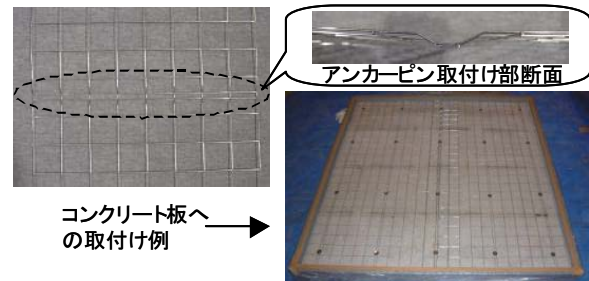 アンカーピン取付け部断面
コンクリート板へ
の取付け例